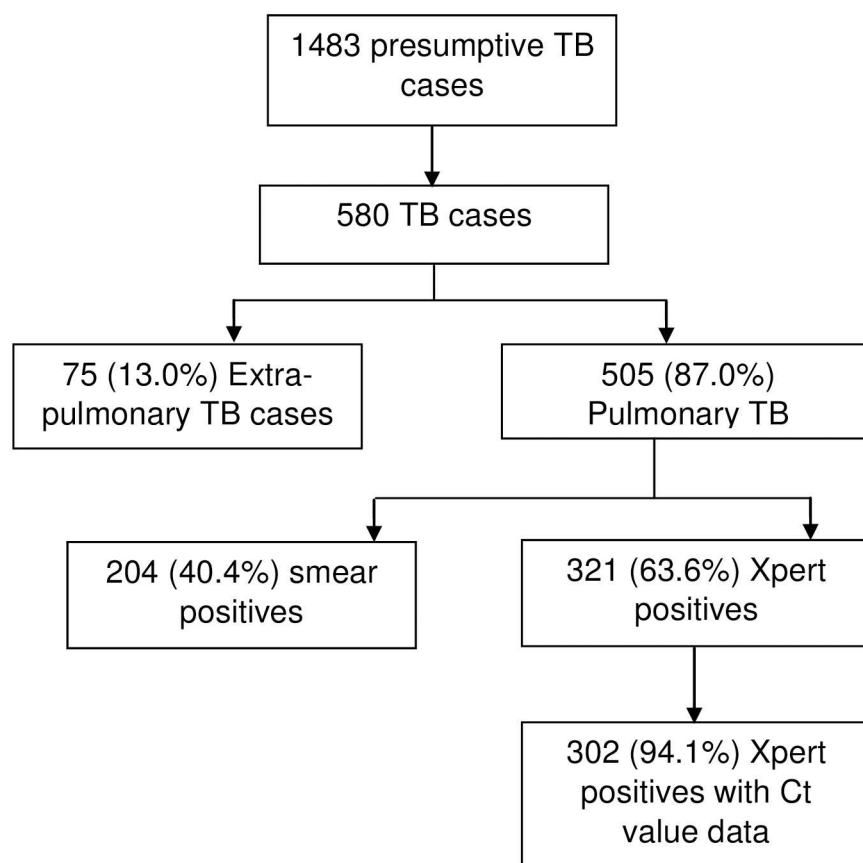 1483 presumptive TB
cases
580 TB cases
75 (13.0%) Extra-
pulmonary TB cases
505 (87.0%)
Pulmonary TB
204 (40.4%) smear
positives
321 (63.6%) Xpert
positives
302 (94.1%) Xpert
positives with Ct
value data